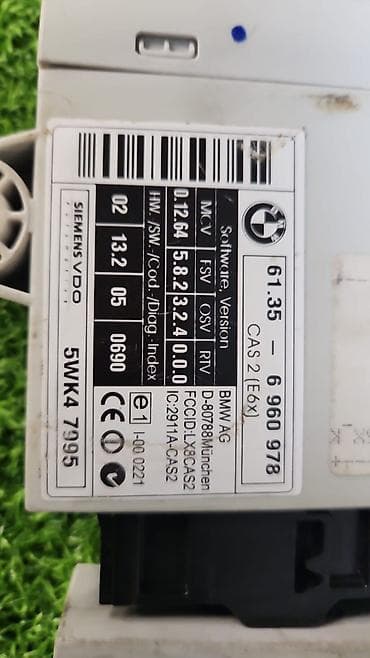 BMW
61.35 – 6 960 978
CAS 2 (E6x)
Software, Version
MCV FSV OSV RTV
0.12.64 5.8.2 3.2.4 0.0.0
HW.-/SW.-/Cod.-/Diag.-Index
02 13.2 05 0690
BMW AG
D-80788 München
FCCID:LX8CAS2
IC:2911A-CAS2
e1 I-00 0221
CE
SIEMENS VDO 5WK4 7995